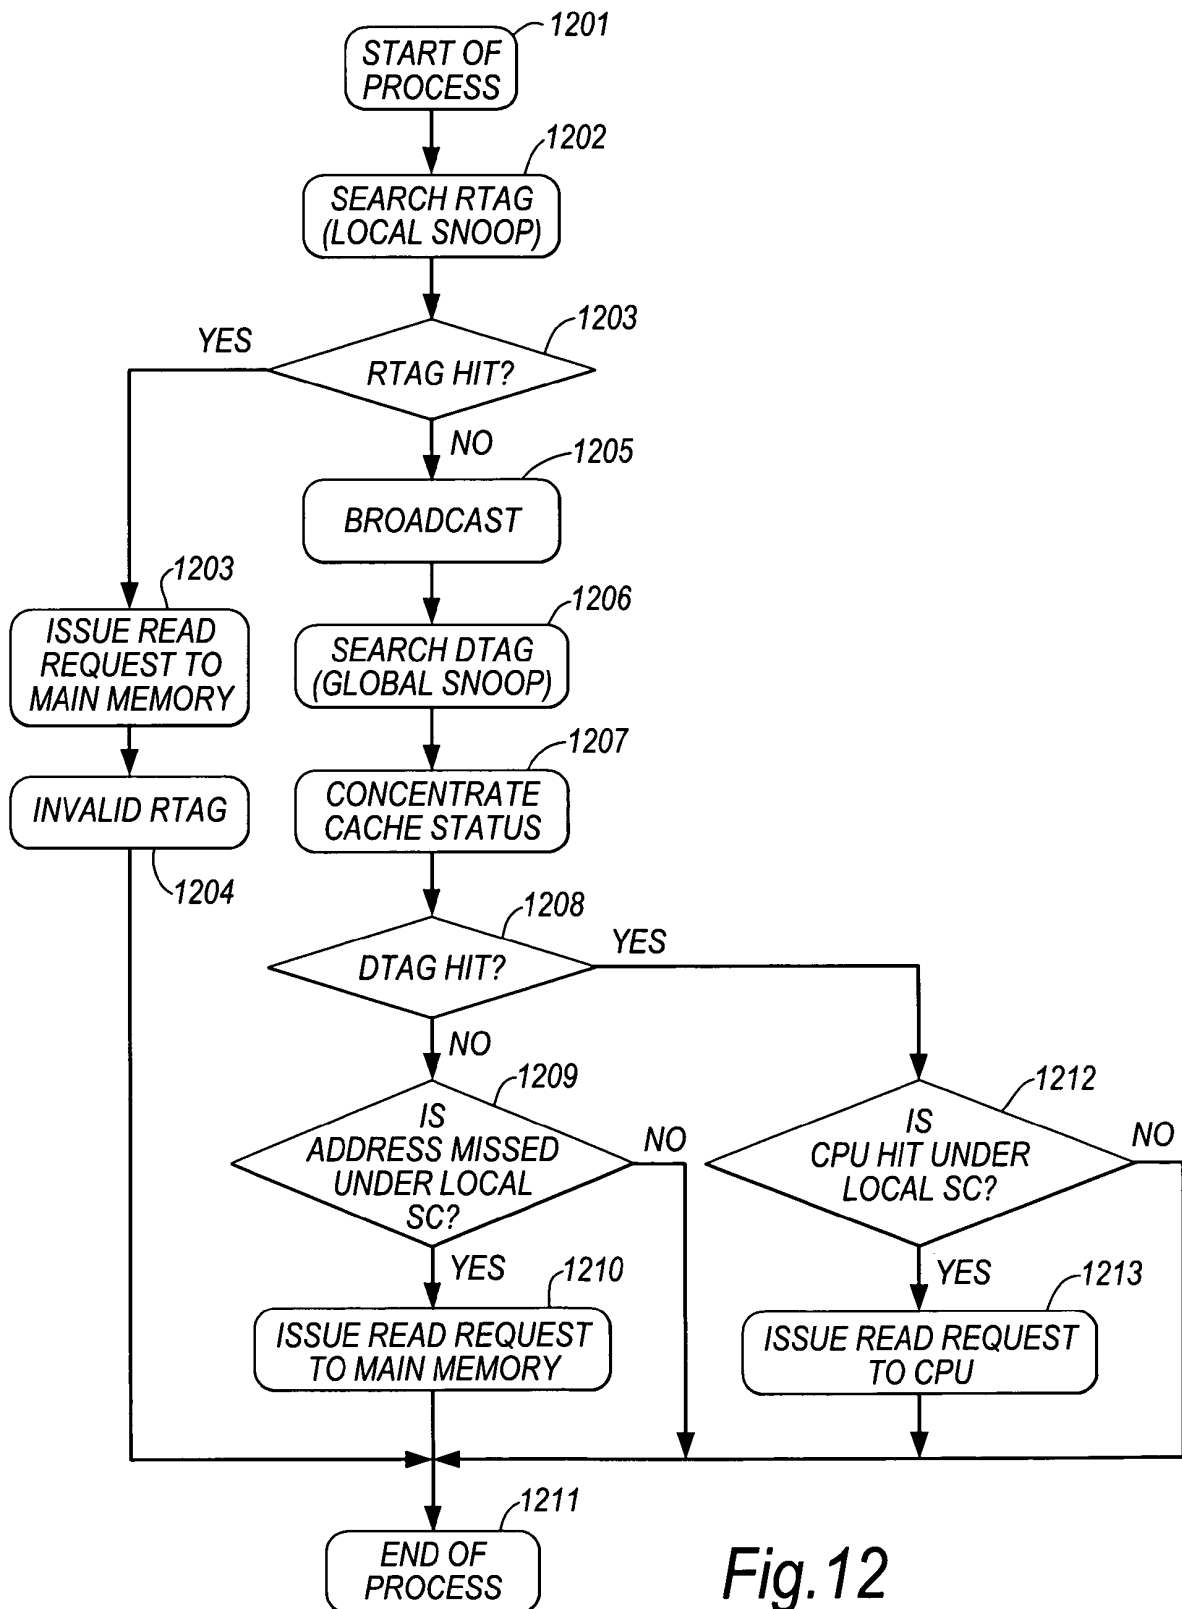 1201
START OF
PROCESS
1202
SEARCH RTAG
(LOCAL SNOOP)
1203
YES
RTAG HIT?
NO
1205
BROADCAST
1203
ISSUE READ
REQUEST TO
MAIN MEMORY
1206
SEARCH DTAG
(GLOBAL SNOOP)
1207
INVALID RTAG
CONCENTRATE
CACHE STATUS
1204
1208
DTAG HIT?
YES
NO
1209
IS
ADDRESS MISSED
UNDER LOCAL
SC?
NO
1212
IS
CPU HIT UNDER
LOCAL SC?
NO
YES
1210
ISSUE READ REQUEST
TO MAIN MEMORY
YES
1213
ISSUE READ REQUEST
TO CPU
1211
END OF
PROCESS
Fig.12